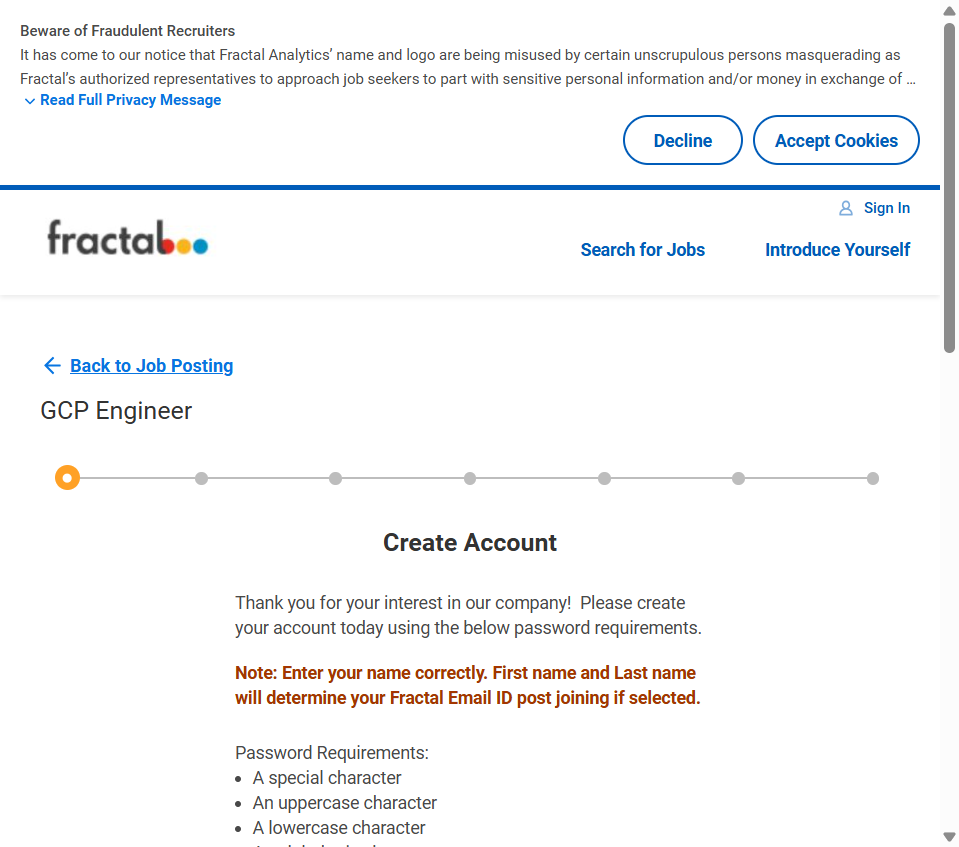 Beware of Fraudulent Recruiters
It has come to our notice that Fractal Analytics’ name and logo are being misused by certain unscrupulous persons masquerading as
Fractal’s authorized representatives to approach job seekers to part with sensitive personal information and/or money in exchange of ...
Read Full Privacy Message
Decline
Accept Cookies
Sign In
fractal
Search for Jobs
Introduce Yourself
Back to Job Posting
GCP Engineer
Create Account
Thank you for your interest in our company!  Please create
your account today using the below password requirements.
Note: Enter your name correctly. First name and Last name
will determine your Fractal Email ID post joining if selected.
Password Requirements:
A special character
An uppercase character
A lowercase character